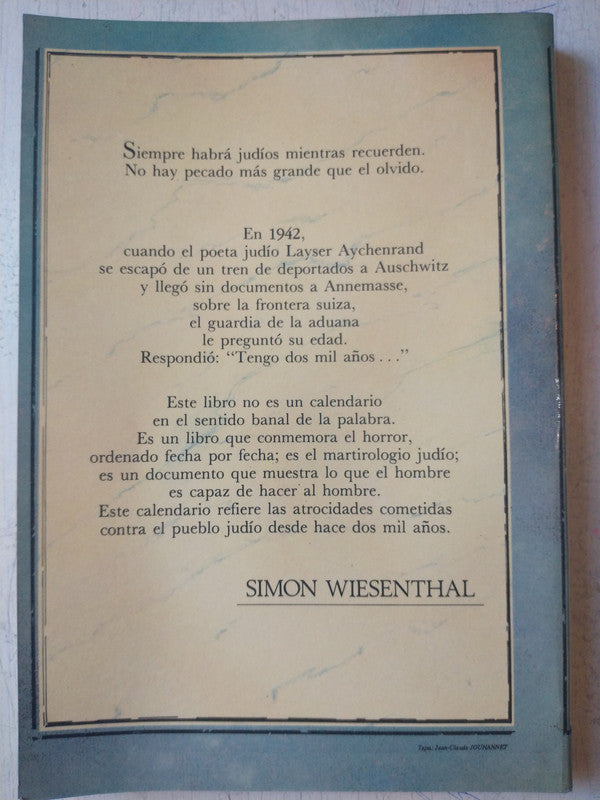 Siempre habrá judíos mientras recuerden.
No hay pecado más grande que el olvido.
En 1942,
cuando el poeta judío Layser Aychenrand
se escapó de un tren de deportados a Auschwitz
y llegó sin documentos a Annemasse,
sobre la frontera suiza,
el guardia de la aduana
le preguntó su edad.
Respondió: “Tengo dos mil años...”
Este libro no es un calendario
en el sentido banal de la palabra.
Es un libro que conmemora el horror,
ordenado fecha por fecha; es el martirologio judío;
es un documento que muestra lo que el hombre
es capaz de hacer al hombre.
Este calendario refiere las atrocidades cometidas
contra el pueblo judío desde hace dos mil años.
SIMON WIESENTHAL
Tapa: Jean-Claude JOUHANNET